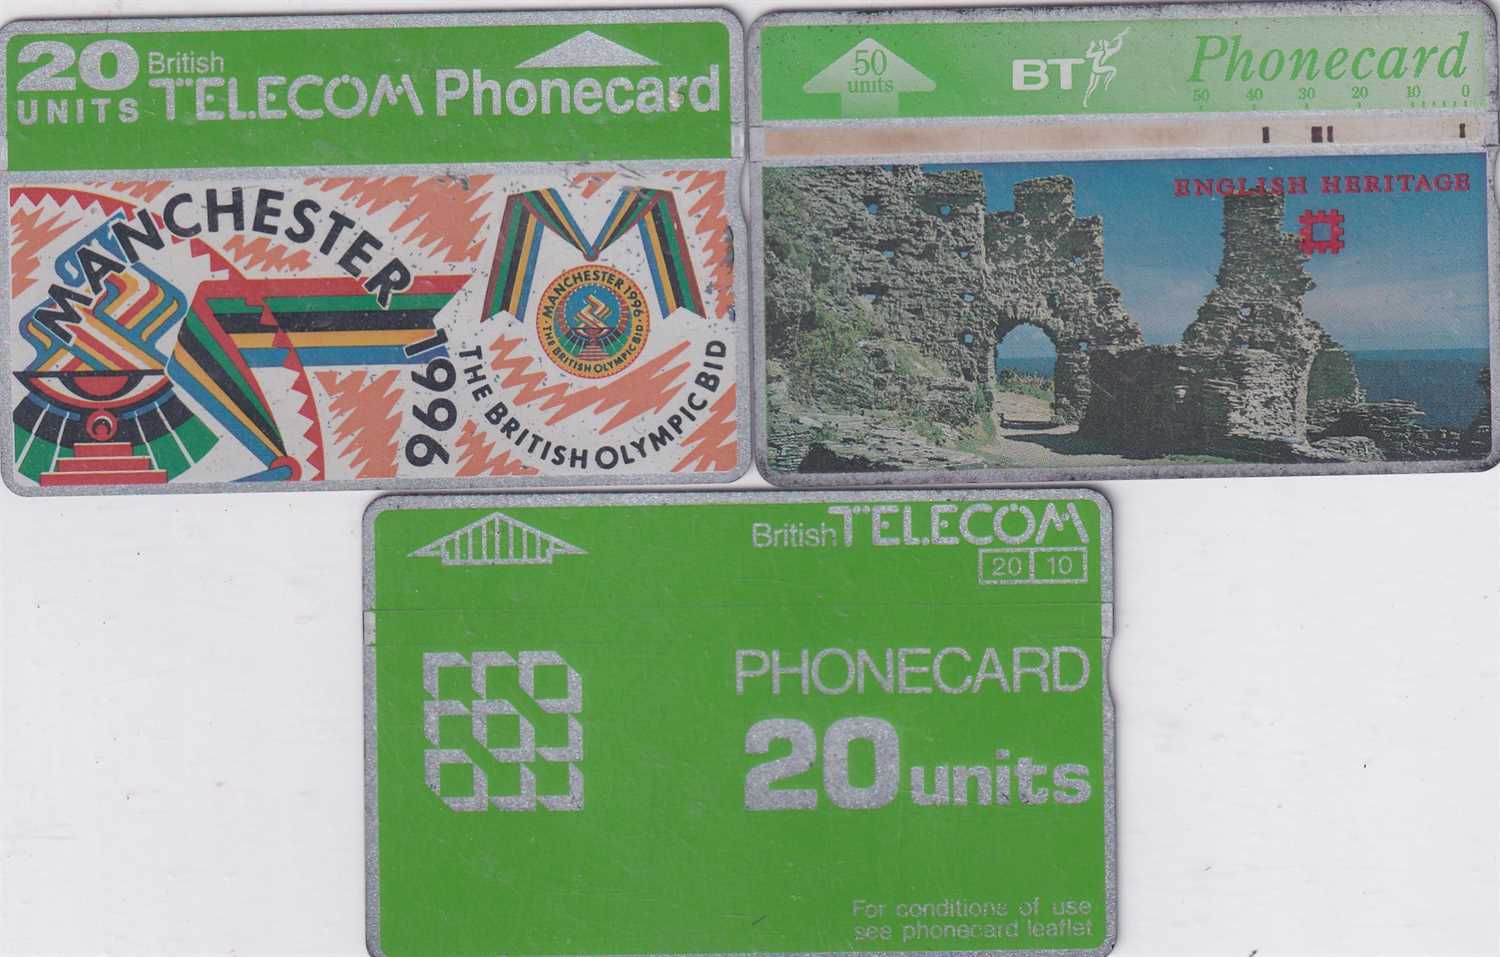 20 UNITS
British TELECOM Phonecard
MANCHESTER 1996
THE BRITISH OLYMPIC BID
MANCHESTER 1996
THE BRITISH OLYMPIC BID
50 units
BT
Phonecard
50 40 30 20 10 0
ENGLISH HERITAGE
British TELECOM
20 10
PHONECARD
20 units
For conditions of use
see phonecard leaflet